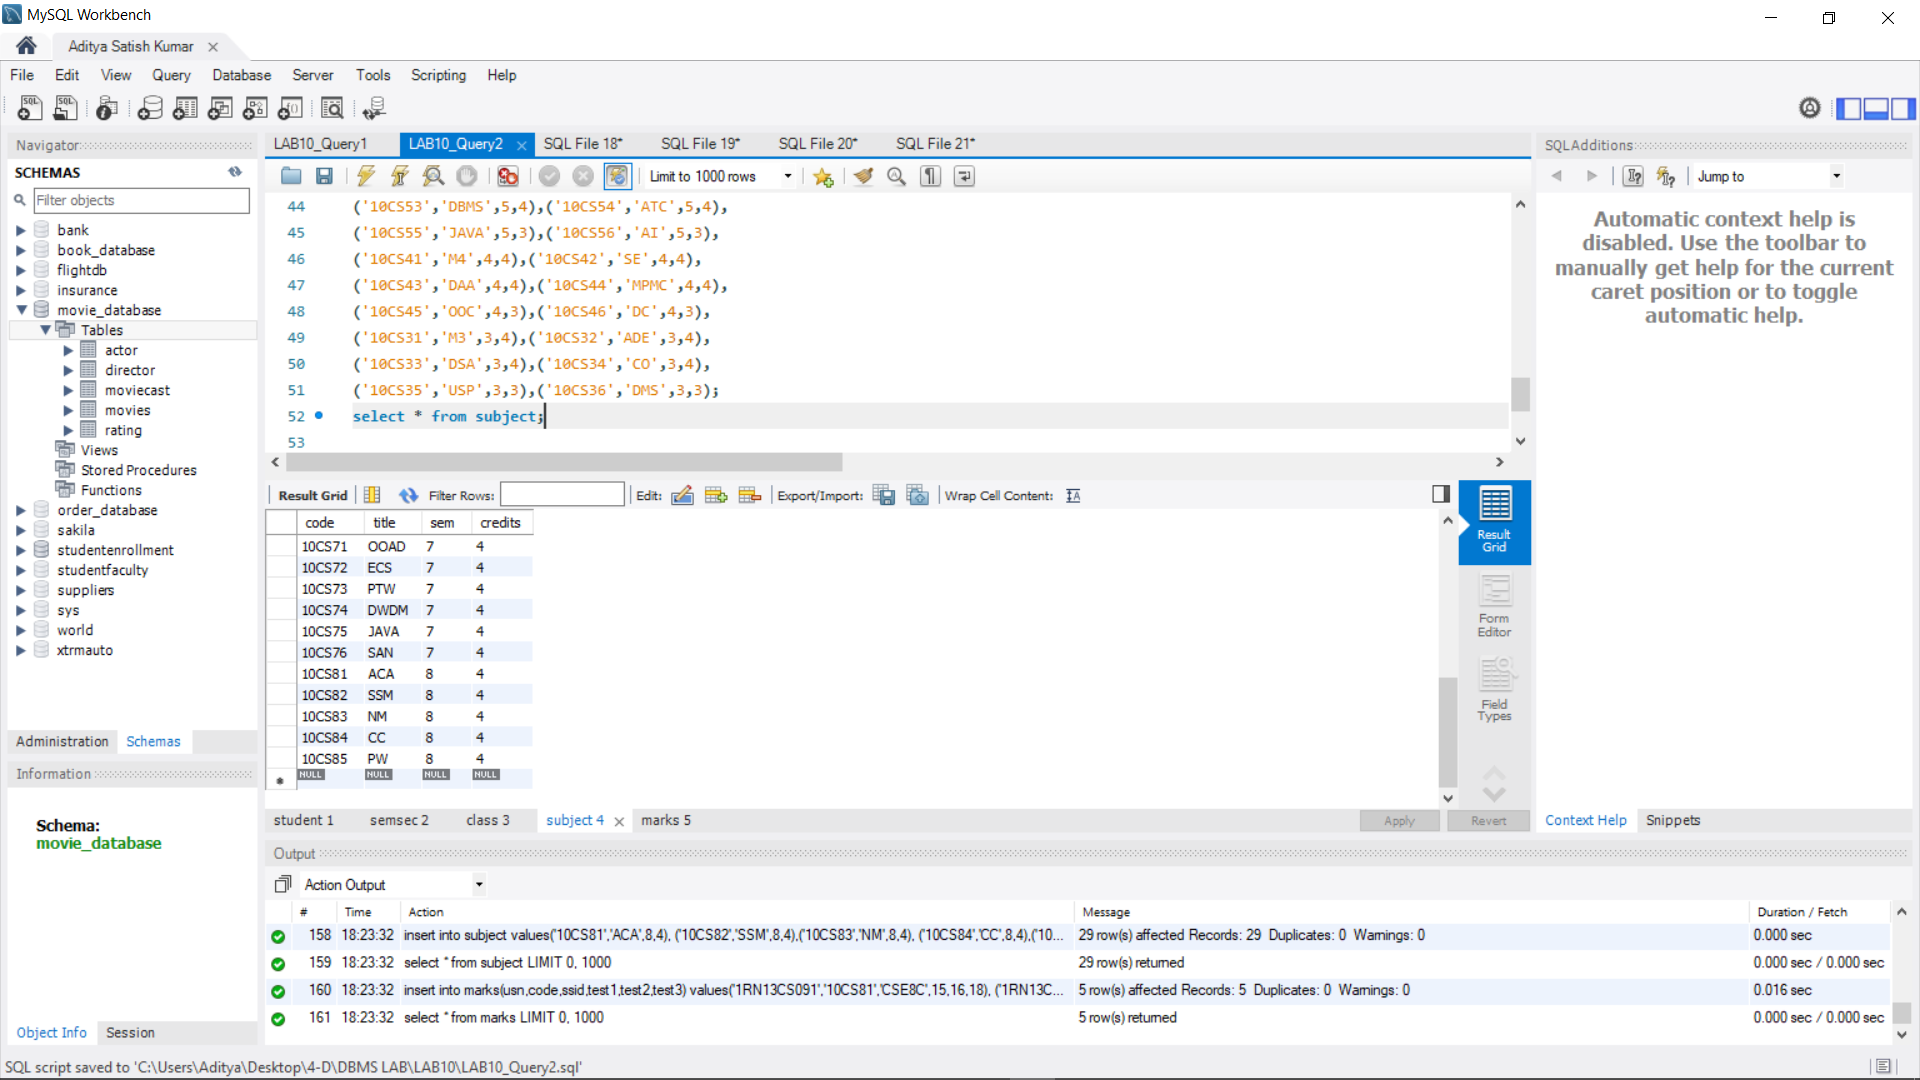 MySQL Workbench
Aditya Satish Kumar
File Edit View Query Database Server Tools Scripting Help
Navigator
SCHEMAS
Filter objects
bank
book_database
flightdb
insurance
movie_database
Tables
actor
director
moviecast
movies
rating
Views
Stored Procedures
Functions
order_database
sakila
studentenrollment
studentfaculty
suppliers
sys
world
xtrmauto
Administration Schemas
Information
Schema:
movie_database
Object Info Session
LAB10_Query1 LAB10_Query2 SQL File 18* SQL File 19* SQL File 20* SQL File 21*
Limit to 1000 rows
44 ('10CS53','DBMS',5,4),('10CS54','ATC',5,4),
45 ('10CS55','JAVA',5,3),('10CS56','AI',5,3),
46 ('10CS41','M4',4,4),('10CS42','SE',4,4),
47 ('10CS43','DAA',4,4),('10CS44','MPMC',4,4),
48 ('10CS45','OOC',4,3),('10CS46','DC',4,3),
49 ('10CS31','M3',3,4),('10CS32','ADE',3,4),
50 ('10CS33','DSA',3,4),('10CS34','CO',3,4),
51 ('10CS35','USP',3,3),('10CS36','DMS',3,3);
52 select * from subject;
53
Result Grid Filter Rows: Edit: Export/Import: Wrap Cell Content:
code title sem credits
10CS71 OOAD 7 4
10CS72 ECS 7 4
10CS73 PTW 7 4
10CS74 DWDM 7 4
10CS75 JAVA 7 4
10CS76 SAN 7 4
10CS81 ACA 8 4
10CS82 SSM 8 4
10CS83 NM 8 4
10CS84 CC 8 4
10CS85 PW 8 4
NULL NULL NULL NULL
Result
Grid
Form
Editor
Field
Types
student 1 semsec 2 class 3 subject 4 marks 5 Apply Revert
SQLAdditions
Jump to
Automatic context help is
disabled. Use the toolbar to
manually get help for the current
caret position or to toggle
automatic help.
Context Help Snippets
Output
Action Output
# Time Action Message Duration / Fetch
158 18:23:32 insert into subject values('10CS81','ACA',8,4), ('10CS82','SSM',8,4),('10CS83','NM',8,4), ('10CS84','CC',8,4),('10... 29 row(s) affected Records: 29 Duplicates: 0 Warnings: 0 0.000 sec
159 18:23:32 select * from subject LIMIT 0, 1000 29 row(s) returned 0.000 sec / 0.000 sec
160 18:23:32 insert into marks(usn,code,ssid,test1,test2,test3) values('1RN13CS091','10CS81','CSE8C',15,16,18), ('1RN13C... 5 row(s) affected Records: 5 Duplicates: 0 Warnings: 0 0.016 sec
161 18:23:32 select * from marks LIMIT 0, 1000 5 row(s) returned 0.000 sec / 0.000 sec
SQL script saved to 'C:\Users\Aditya\Desktop\4-D\DBMS LAB\LAB10\LAB10_Query2.sql'